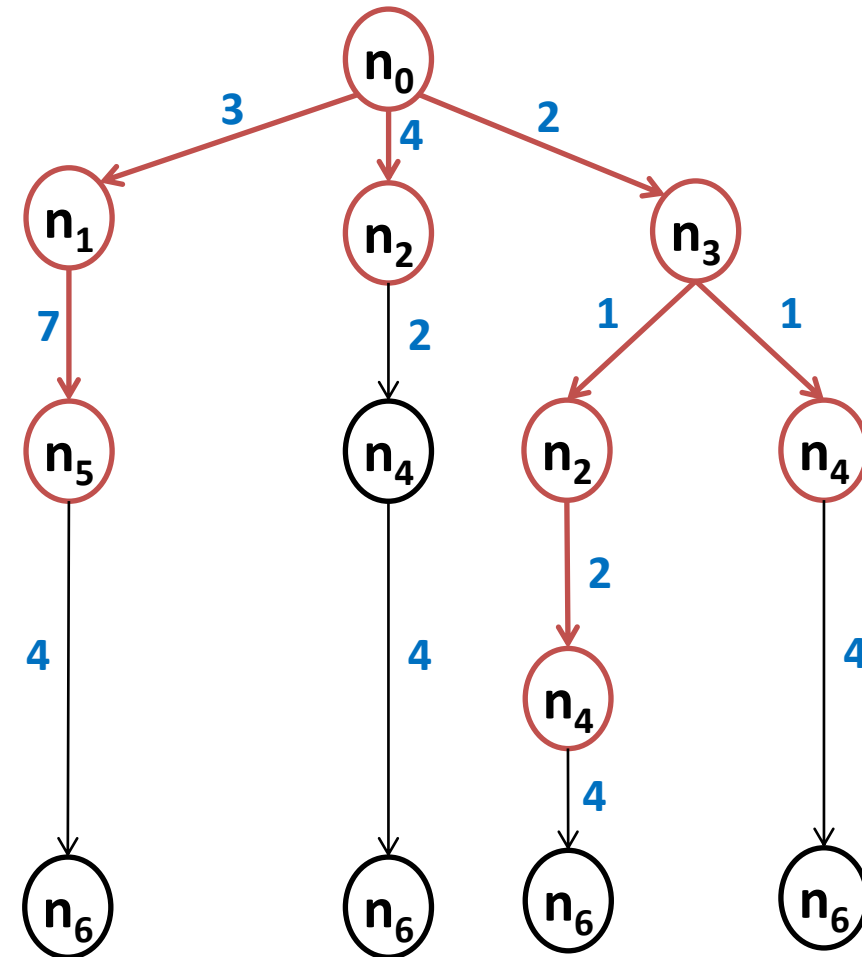 n₀
3 4 2
n₁ n₂ n₃
7 2 1 1
n₅ n₄ n₂ n₄
2
4 4 4
n₄
4
n₆ n₆ n₆ n₆